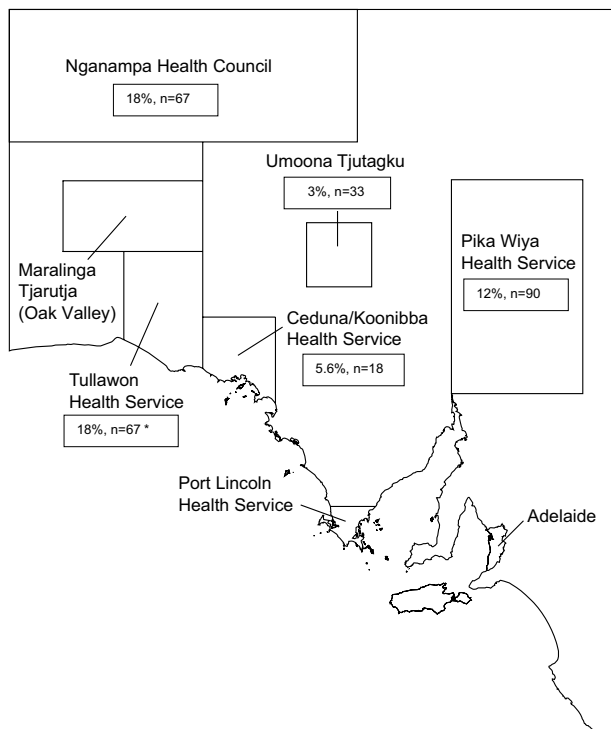 Nganampa Health Council
18%, n=67
Umoona Tjutagku
3%, n=33
Pika Wiya
Health Service
12%, n=90
Maralinga
Tjarutja
(Oak Valley)
Ceduna/Koonibba
Health Service
5.6%, n=18
Tullawon
Health Service
18%, n=67 *
Port Lincoln
Health Service
Adelaide